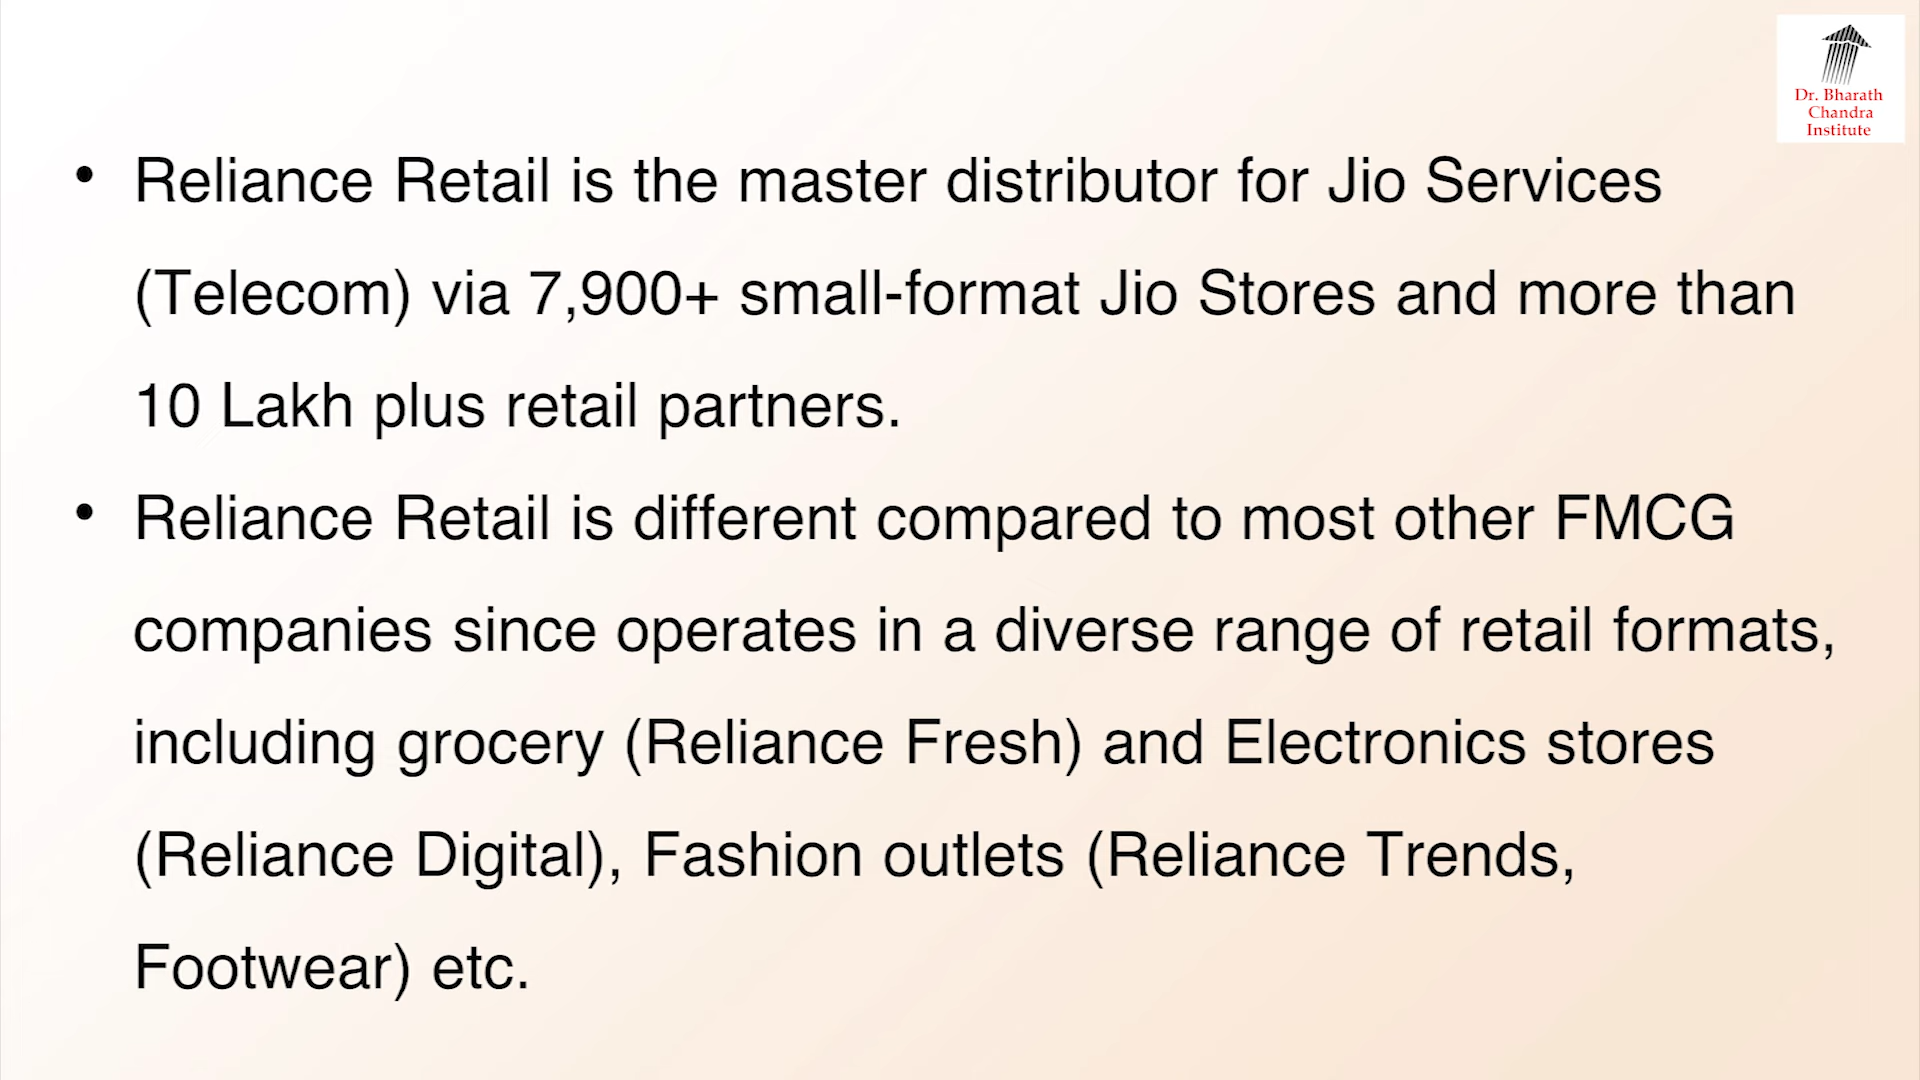 Dr. Bharath
Chandra
Institute
• Reliance Retail is the master distributor for Jio Services
(Telecom) via 7,900+ small-format Jio Stores and more than
10 Lakh plus retail partners.
• Reliance Retail is different compared to most other FMCG
companies since operates in a diverse range of retail formats,
including grocery (Reliance Fresh) and Electronics stores
(Reliance Digital), Fashion outlets (Reliance Trends,
Footwear) etc.